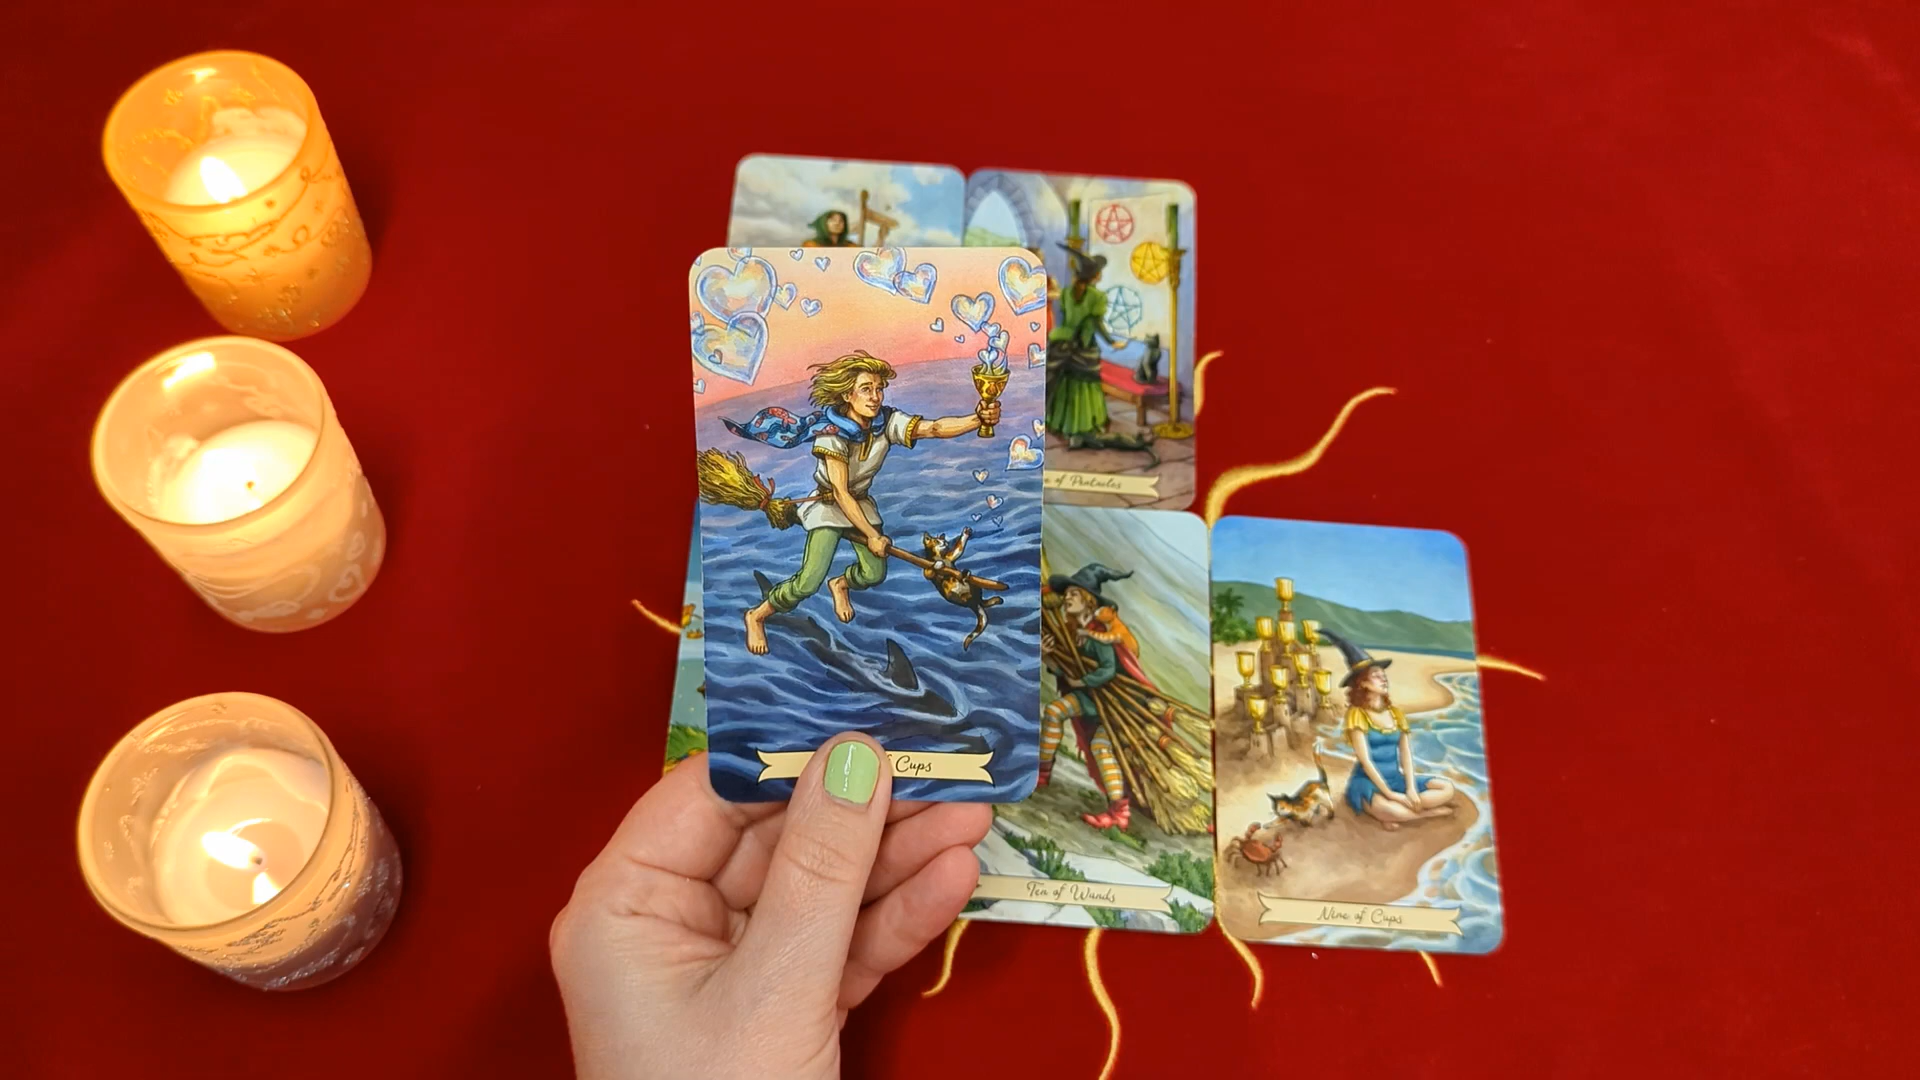 of Pentacles
Cups
Ten of Wands
Nine of Cups